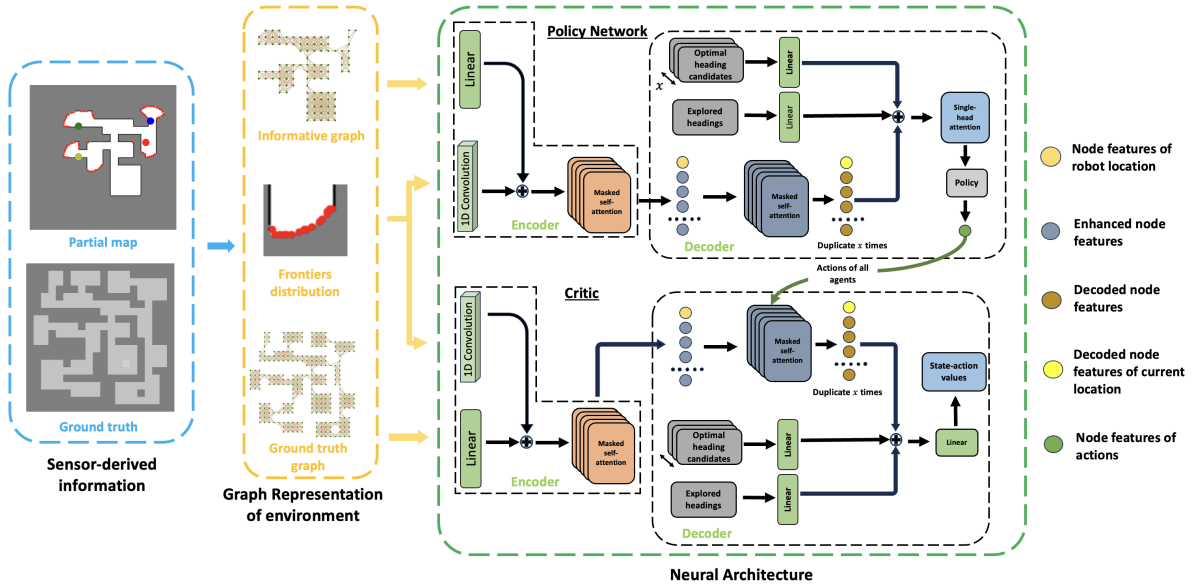 Partial map
Ground truth
Sensor-derived
information
Informative graph
Frontiers
distribution
Ground truth
graph
Graph Representation
of environment
Policy Network
Linear
1D Convolution
Masked
self-
attention
Encoder
Optimal
heading
candidates
x
Linear
Explored
headings
Linear
Masked
self-
attention
Duplicate x times
Decoder
Single-
head
attention
Policy
Actions of all
agents
Critic
1D Convolution
Linear
Masked
self-
attention
Encoder
Masked
self-
attention
Duplicate x times
Optimal
heading
candidates
Linear
Explored
headings
Linear
Decoder
State-action
values
Linear
Neural Architecture
Node features of
robot location
Enhanced node
features
Decoded node
features
Decoded node
features of current
location
Node features of
actions